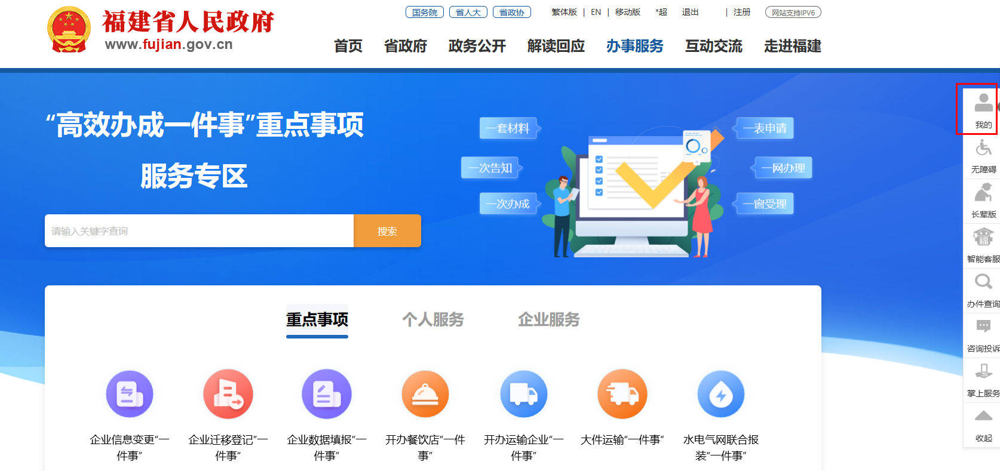 福建省人民政府
www.fujian.gov.cn
国务院 省人大 省政协 繁体版 | EN | 移动版 *超 退出 | 注册 网站支持IPV6
首页 省政府 政务公开 解读回应 办事服务 互动交流 走进福建
“高效办成一件事”重点事项
服务专区
请输入关键字查询 搜索
一套材料
一次告知
一次办成
一表申请
一网办理
一窗受理
重点事项 个人服务 企业服务
企业信息变更“一
件事”
企业迁移登记“一
件事”
企业数据填报“一
件事”
开办餐饮店“一件
事”
开办运输企业“一
件事”
大件运输“一件事”
水电气网联合报
装“一件事”
我的
无障碍
长辈版
福
智能客服
办件查询
咨询投诉
掌上服务
收起